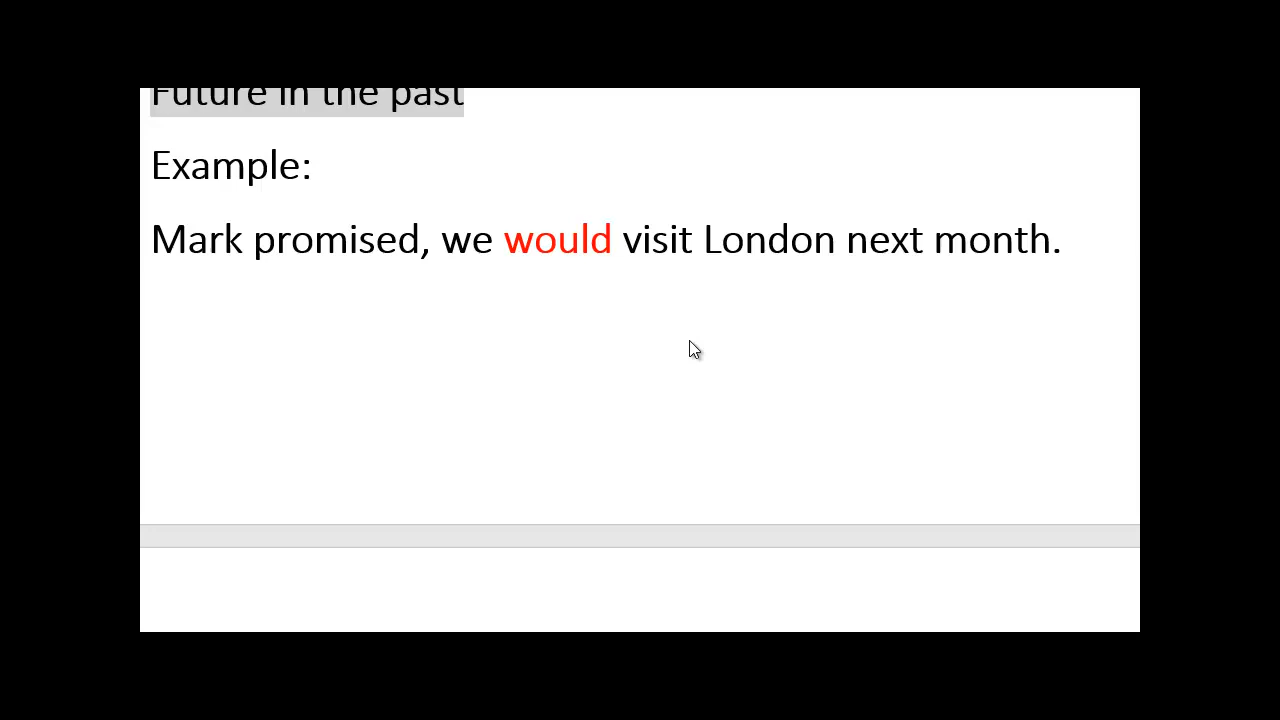 Future in the past
Example:
Mark promised, we would visit London next month.